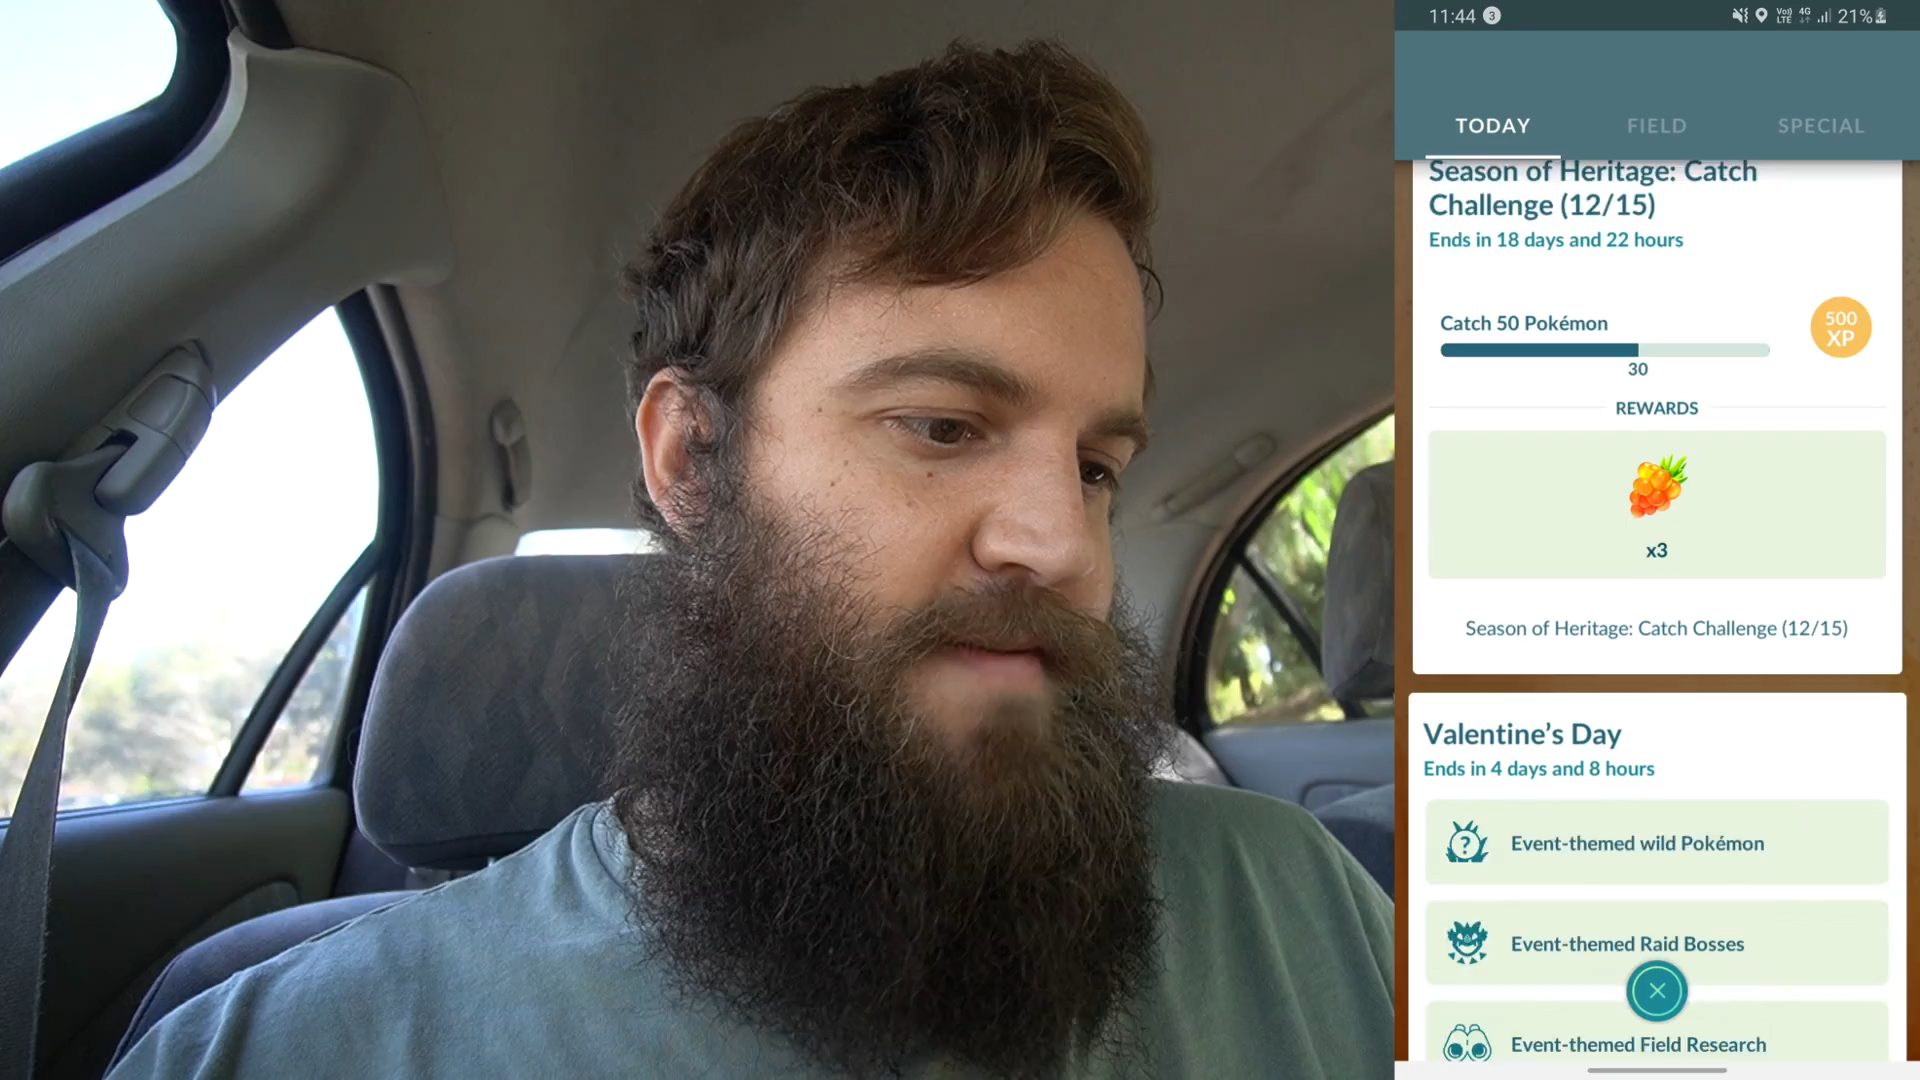 11:44 3 Vo)) LTE 4G 21%
TODAY FIELD SPECIAL
Season of Heritage: Catch
Challenge (12/15)
Ends in 18 days and 22 hours
Catch 50 Pokémon
500
XP
30
REWARDS
x3
Season of Heritage: Catch Challenge (12/15)
Valentine’s Day
Ends in 4 days and 8 hours
?
Event-themed wild Pokémon
Event-themed Raid Bosses
Event-themed Field Research